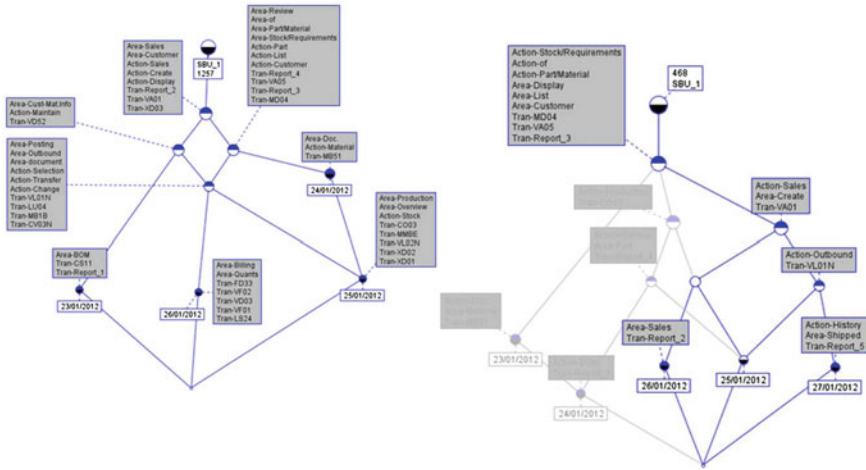 Area-Sales
Area-Customer
Action-Sales
Action-Create
Action-Display
Tran-Report_2
Tran-VA01
Tran-XD03
SBU_1
1257
Area-Review
Area-of
Area-Part/Material
Area-Stock/Requirements
Action-Part
Action-List
Action-Customer
Tran-Report_4
Tran-VA05
Tran-Report_3
Tran-MD04
Area-Cust-Mat.Info
Action-Maintain
Tran-VD52
Area-Doc.
Action-Material
Tran-MB51
24/01/2012
Area-Posting
Area-Outbound
Area-document
Action-Selection
Action-Transfer
Action-Change
Tran-VL01N
Tran-LU04
Tran-MB1B
Tran-CV03N
Area-Production
Area-Overview
Action-Stock
Tran-CO03
Tran-MMBE
Tran-VL02N
Tran-XD02
Tran-XD01
25/01/2012
Area-BOM
Tran-CS11
Tran-Report_1
23/01/2012
Area-Billing
Area-Quants
Tran-FD33
Tran-VF02
Tran-VD03
Tran-VF01
Tran-LS24
26/01/2012
Action-Stock/Requirements
Action-of
Action-Part/Material
Area-Display
Area-List
Area-Customer
Tran-MD04
Tran-VA05
Tran-Report_3
468
SBU_1
Action-Sales
Area-Create
Tran-VA01
Action-Outbound
Tran-VL01N
Area-Sales
Tran-Report_2
26/01/2012
25/01/2012
Action-History
Area-Shipped
Tran-Report_5
27/01/2012
23/01/2012
24/01/2012